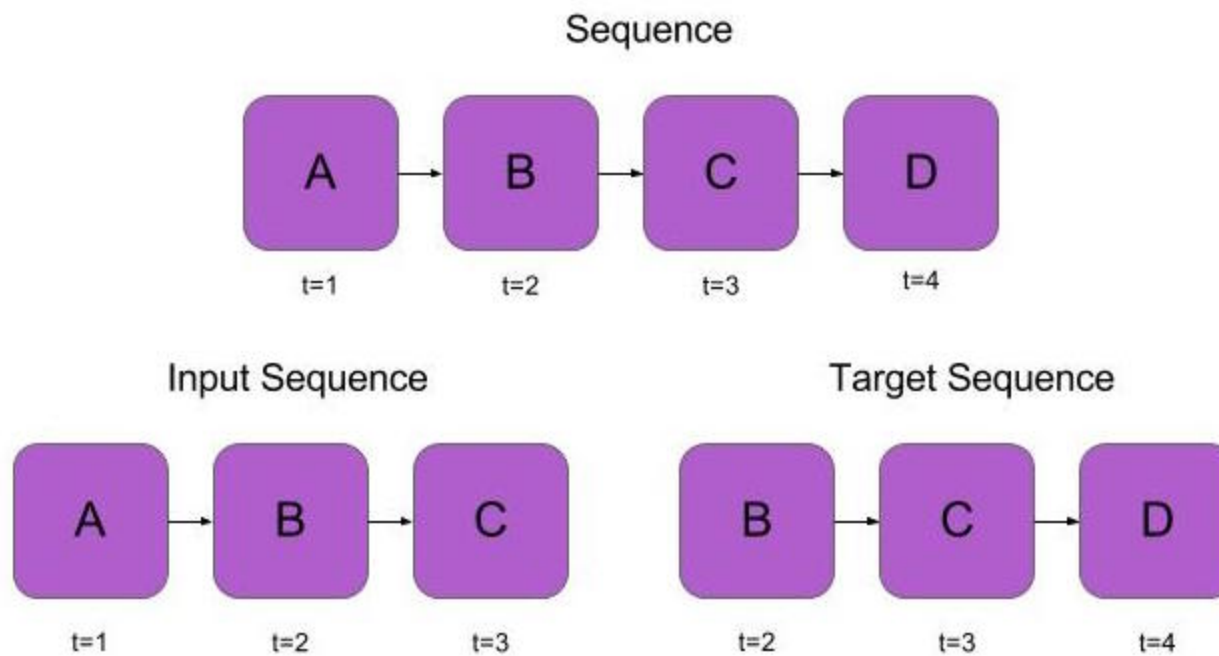 Sequence
A B C D
t=1 t=2 t=3 t=4
Input Sequence Target Sequence
A B C B C D
t=1 t=2 t=3 t=2 t=3 t=4